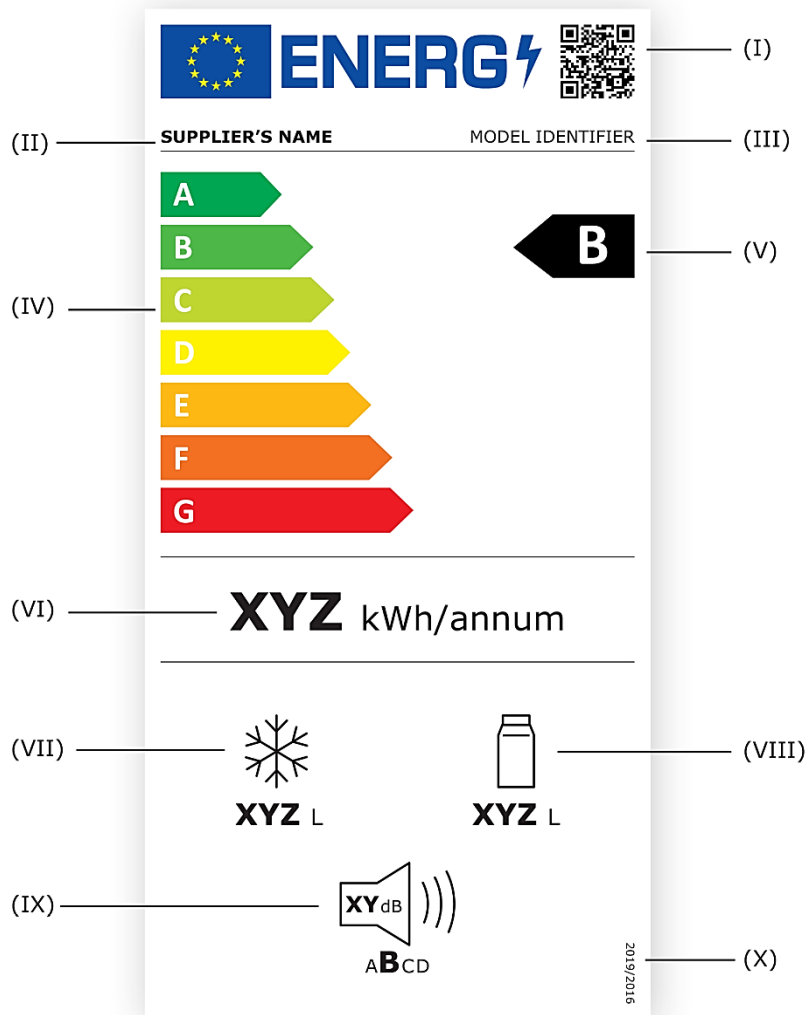 ENERG
(I)
(II)
SUPPLIER'S NAME
MODEL IDENTIFIER
(III)
A
B
B
(V)
(IV)
C
D
E
F
G
(VI)
XYZ kWh/annum
(VII)
(VIII)
XYZ L
XYZ L
(IX)
XY dB
ABCD
2019/2016
(X)